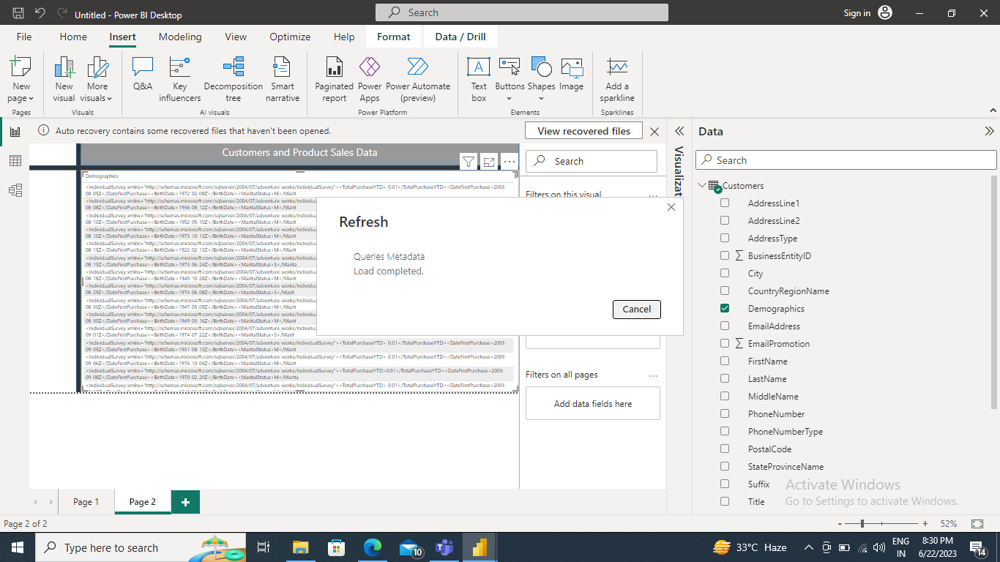 Untitled - Power BI Desktop
Search
Sign in
File
Home
Insert
Modeling
View
Optimize
Help
Format
Data / Drill
New page
New visual
More visuals
Q&A
Key influencers
Decomposition tree
Smart narrative
Paginated report
Power Apps
Power Automate (preview)
Text box
Buttons
Shapes
Image
Add a sparkline
Pages
Visuals
AI visuals
Power Platform
Elements
Sparklines
Auto recovery contains some recovered files that haven't been opened.
View recovered files
Customers and Product Sales Data
Demographics
<IndividualSurvey xmlns="http://schemas.microsoft.com/sqlserver/2004/07/adventure-works/IndividualSurvey"><TotalPurchaseYTD>-0.01</TotalPurchaseYTD><DateFirstPurchase>2003-
08-05Z</DateFirstPurchase><BirthDate>1972-02-08Z</BirthDate><MaritalStatus>M</Marit
<IndividualSurvey xmlns="http://schemas.microsoft.com/sqlserver/2004/07/adventure-works/Individual
08-08Z</DateFirstPurchase><BirthDate>1936-08-12Z</BirthDate><MaritalStatus>M</Marit
<IndividualSurvey xmlns="http://schemas.microsoft.com/sqlserver/2004/07/adventure-works/Individual
08-10Z</DateFirstPurchase><BirthDate>1952-05-10Z</BirthDate><MaritalStatus>M</Marit
<IndividualSurvey xmlns="http://schemas.microsoft.com/sqlserver/2004/07/adventure-works/Individual
08-10Z</DateFirstPurchase><BirthDate>1973-10-13Z</BirthDate><MaritalStatus>M</Marit
<IndividualSurvey xmlns="http://schemas.microsoft.com/sqlserver/2004/07/adventure-works/Individual
08-15Z</DateFirstPurchase><BirthDate>1922-02-13Z</BirthDate><MaritalStatus>M</Marit
<IndividualSurvey xmlns="http://schemas.microsoft.com/sqlserver/2004/07/adventure-works/Individual
08-15Z</DateFirstPurchase><BirthDate>1973-06-24Z</BirthDate><MaritalStatus>S</Marita
<IndividualSurvey xmlns="http://schemas.microsoft.com/sqlserver/2004/07/adventure-works/Individual
08-18Z</DateFirstPurchase><BirthDate>1940-10-28Z</BirthDate><MaritalStatus>M</Marit
<IndividualSurvey xmlns="http://schemas.microsoft.com/sqlserver/2004/07/adventure-works/Individual
08-29Z</DateFirstPurchase><BirthDate>1974-06-08Z</BirthDate><MaritalStatus>S</Marit
<IndividualSurvey xmlns="http://schemas.microsoft.com/sqlserver/2004/07/adventure-works/Individual
08-30Z</DateFirstPurchase><BirthDate>1947-05-09Z</BirthDate><MaritalStatus>M</Marit
<IndividualSurvey xmlns="http://schemas.microsoft.com/sqlserver/2004/07/adventure-works/Individual
08-30Z</DateFirstPurchase><BirthDate>1949-03-16Z</BirthDate><MaritalStatus>M</Marit
<IndividualSurvey xmlns="http://schemas.microsoft.com/sqlserver/2004/07/adventure-works/Individual
09-01Z</DateFirstPurchase><BirthDate>1974-07-22Z</BirthDate><MaritalStatus>S</Marit
<IndividualSurvey xmlns="http://schemas.microsoft.com/sqlserver/2004/07/adventure-works/IndividualSurvey"><TotalPurchaseYTD>-0.01</TotalPurchaseYTD><DateFirstPurchase>2003-
09-05Z</DateFirstPurchase><BirthDate>1931-08-13Z</BirthDate><MaritalStatus>M</Marit
<IndividualSurvey xmlns="http://schemas.microsoft.com/sqlserver/2004/07/adventure-works/IndividualSurvey"><TotalPurchaseYTD>-0.01</TotalPurchaseYTD><DateFirstPurchase>2003-
09-06Z</DateFirstPurchase><BirthDate>1976-10-04Z</BirthDate><MaritalStatus>M</Marit
<IndividualSurvey xmlns="http://schemas.microsoft.com/sqlserver/2004/07/adventure-works/IndividualSurvey"><TotalPurchaseYTD>0.01</TotalPurchaseYTD><DateFirstPurchase>2003-
09-08Z</DateFirstPurchase><BirthDate>1970-02-20Z</BirthDate><MaritalStatus>M</Marita
<IndividualSurvey xmlns="http://schemas.microsoft.com/sqlserver/2004/07/adventure-works/IndividualSurvey"><TotalPurchaseYTD>-0.01</TotalPurchaseYTD><DateFirstPurchase>2003-
Refresh
Queries Metadata
Load completed.
Cancel
Search
Filters on this visual
...
Filters on all pages
...
Add data fields here
Visualizat
Data
Search
Customers
AddressLine1
AddressLine2
AddressType
BusinessEntityID
City
CountryRegionName
Demographics
EmailAddress
EmailPromotion
FirstName
LastName
MiddleName
PhoneNumber
PhoneNumberType
PostalCode
StateProvinceName
Suffix
Title
Activate Windows
Go to Settings to activate Windows.
Page 1
Page 2
Page 2 of 2
52%
Type here to search
10
33°C Haze
ENG
IN
8:30 PM
6/22/2023
14